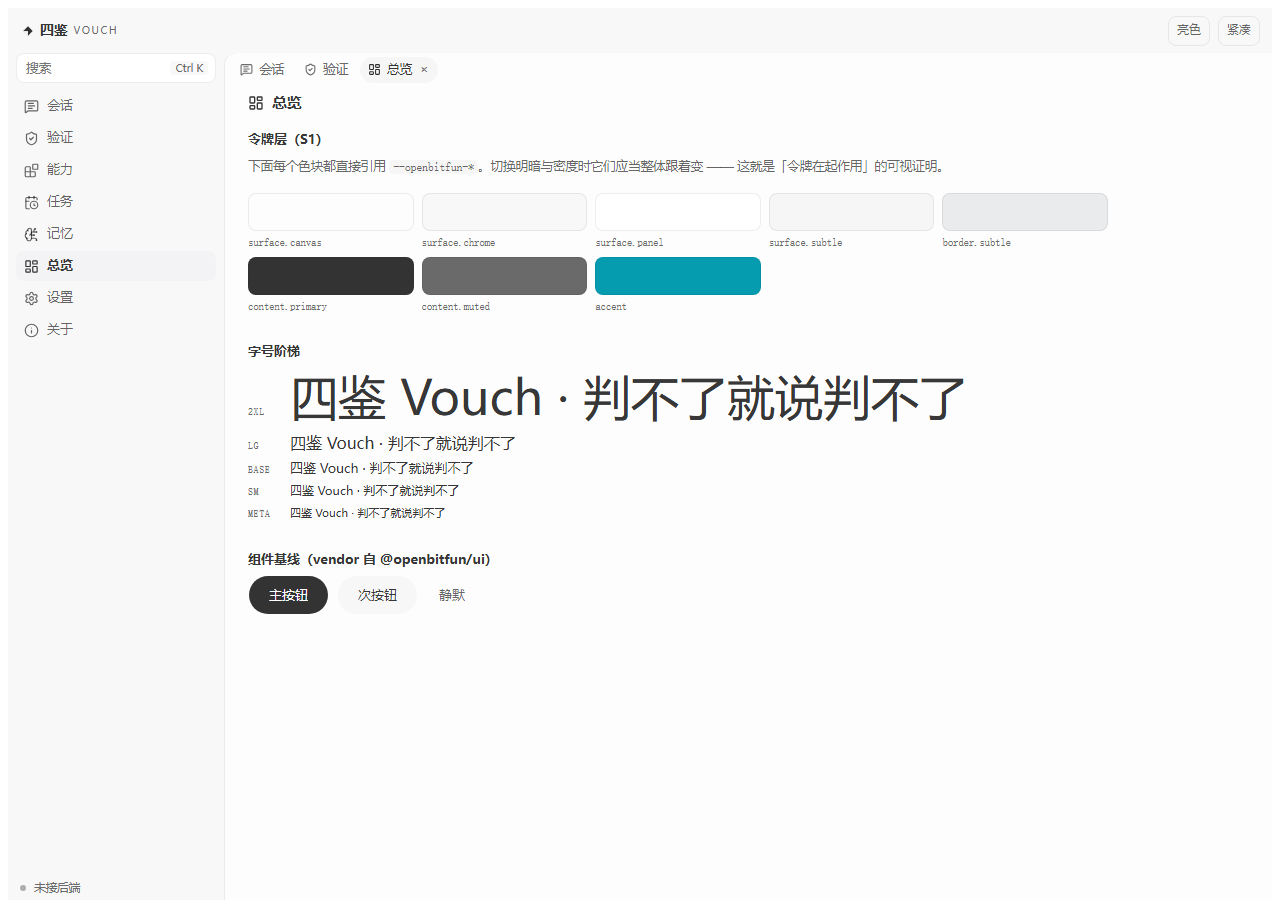 四鉴 VOUCH
亮色 紧凑
搜索 Ctrl K
会话
验证
能力
任务
记忆
总览
设置
关于
未接后端
会话 验证 总览 ×
总览
令牌层（S1）
下面每个色块都直接引用 --openbitfun-* 。切换明暗与密度时它们应当整体跟着变 —— 这就是「令牌在起作用」的可视证明。
surface.canvas surface.chrome surface.panel surface.subtle border.subtle
content.primary content.muted accent
字号阶梯
2XL 四鉴 Vouch · 判不了就说判不了
LG 四鉴 Vouch · 判不了就说判不了
BASE 四鉴 Vouch · 判不了就说判不了
SM 四鉴 Vouch · 判不了就说判不了
META 四鉴 Vouch · 判不了就说判不了
组件基线（vendor 自 @openbitfun/ui）
主按钮 次按钮 静默